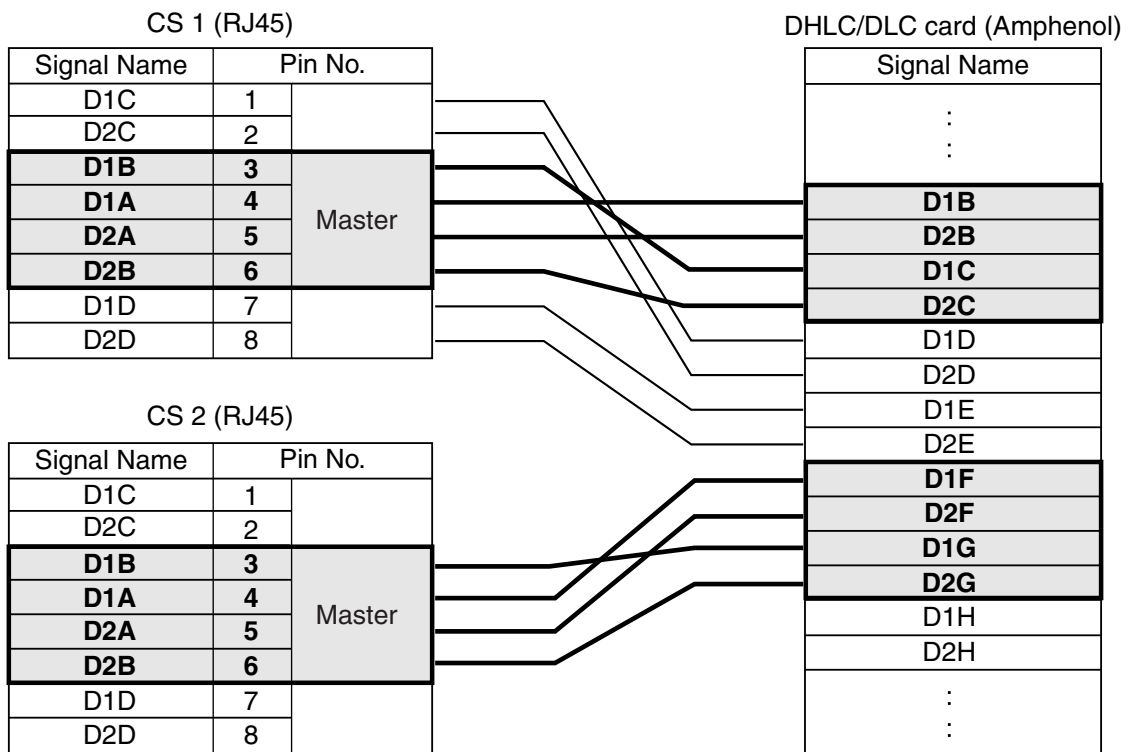 CS 1 (RJ45)
Signal Name Pin No.
D1C 1
D2C 2
D1B 3
D1A 4
D2A 5
D2B 6
Master
D1D 7
D2D 8
CS 2 (RJ45)
Signal Name Pin No.
D1C 1
D2C 2
D1B 3
D1A 4
D2A 5
D2B 6
Master
D1D 7
D2D 8
DHLC/DLC card (Amphenol)
Signal Name
:
:
D1B
D2B
D1C
D2C
D1D
D2D
D1E
D2E
D1F
D2F
D1G
D2G
D1H
D2H
:
: